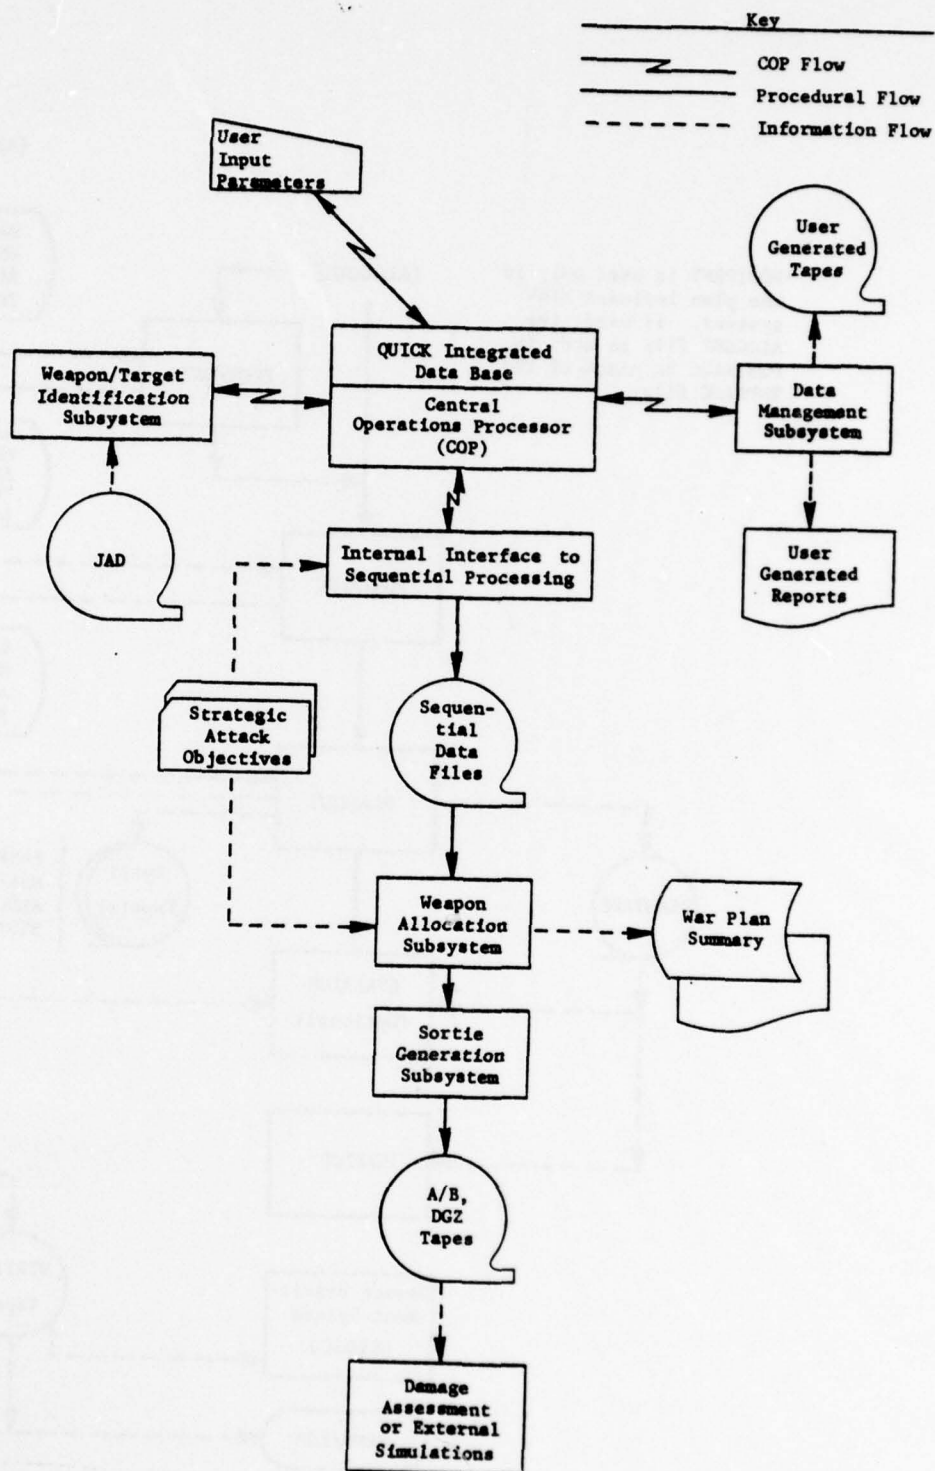 Key
COP Flow
Procedural Flow
Information Flow
User
Input
Parameters
User
Generated
Tapes
QUICK Integrated
Data Base
Central
Operations Processor
(COP)
Weapon/Target
Identification
Subsystem
Data
Management
Subsystem
JAD
Internal Interface to
Sequential Processing
User
Generated
Reports
Strategic
Attack
Objectives
Sequen-
tial
Data
Files
Weapon
Allocation
Subsystem
War Plan
Summary
Sortie
Generation
Subsystem
A/B,
DGZ
Tapes
Damage
Assessment
or External
Simulations